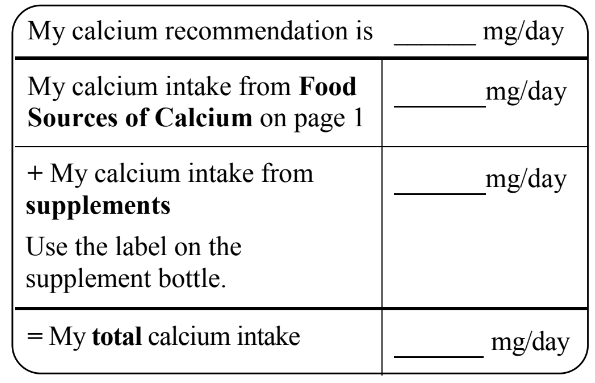 My calcium recommendation is ______ mg/day
My calcium intake from Food
Sources of Calcium on page 1
_______mg/day
+ My calcium intake from
supplements
Use the label on the
supplement bottle.
_______mg/day
= My total calcium intake
_______ mg/day